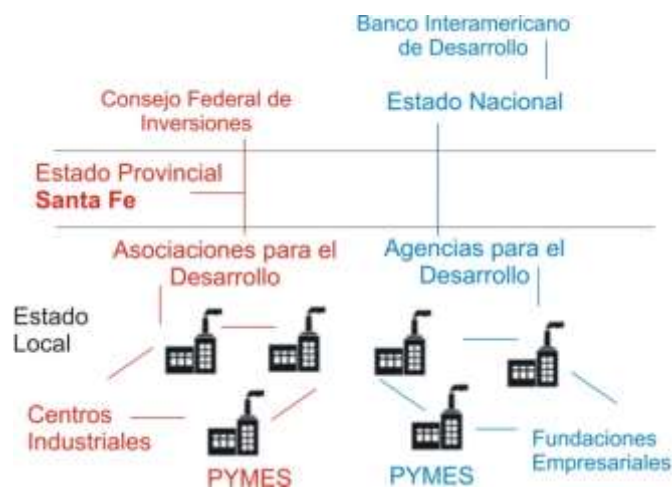 Banco Interamericano
de Desarrollo
Consejo Federal de
Inversiones
Estado Nacional
Estado Provincial
Santa Fe
Asociaciones para el
Desarrollo
Agencias para el
Desarrollo
Estado
Local
Centros
Industriales
PYMES
PYMES
Fundaciones
Empresariales